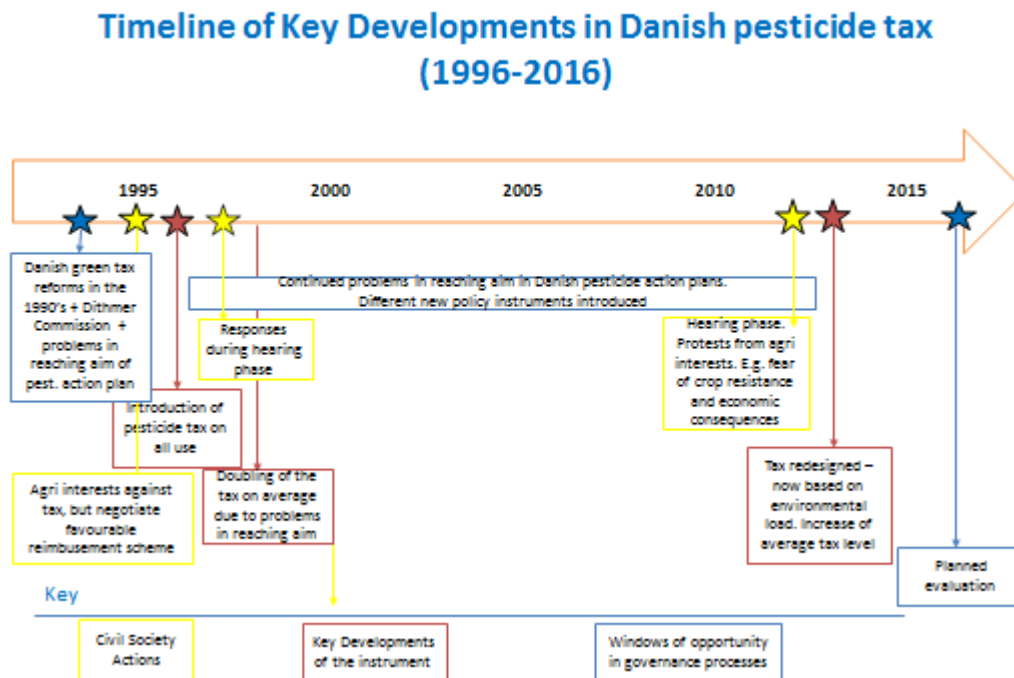 Timeline of Key Developments in Danish pesticide tax
(1996-2016)
1995
2000
2005
2010
2015
Danish green tax
reforms in the
1990's + Dithmer
Commission +
problems in
reaching aim of
pest. action plan
Continued problems in reaching aim in Danish pesticide action plans.
Different new policy instruments introduced
Responses
during hearing
phase
Hearing phase.
Protests from agri
interests. E.g. fear
of crop resistance
and economic
consequences
Introduction of
pesticide tax on
all use
Agri interests against
tax, but negotiate
favourable
reimbusement scheme
Doubling of the
tax on average
due to problems
in reaching aim
Tax redesigned –
now based on
environmental
load. Increase of
average tax level
Planned
evaluation
Key
Civil Society
Actions
Key Developments
of the instrument
Windows of opportunity
in governance processes